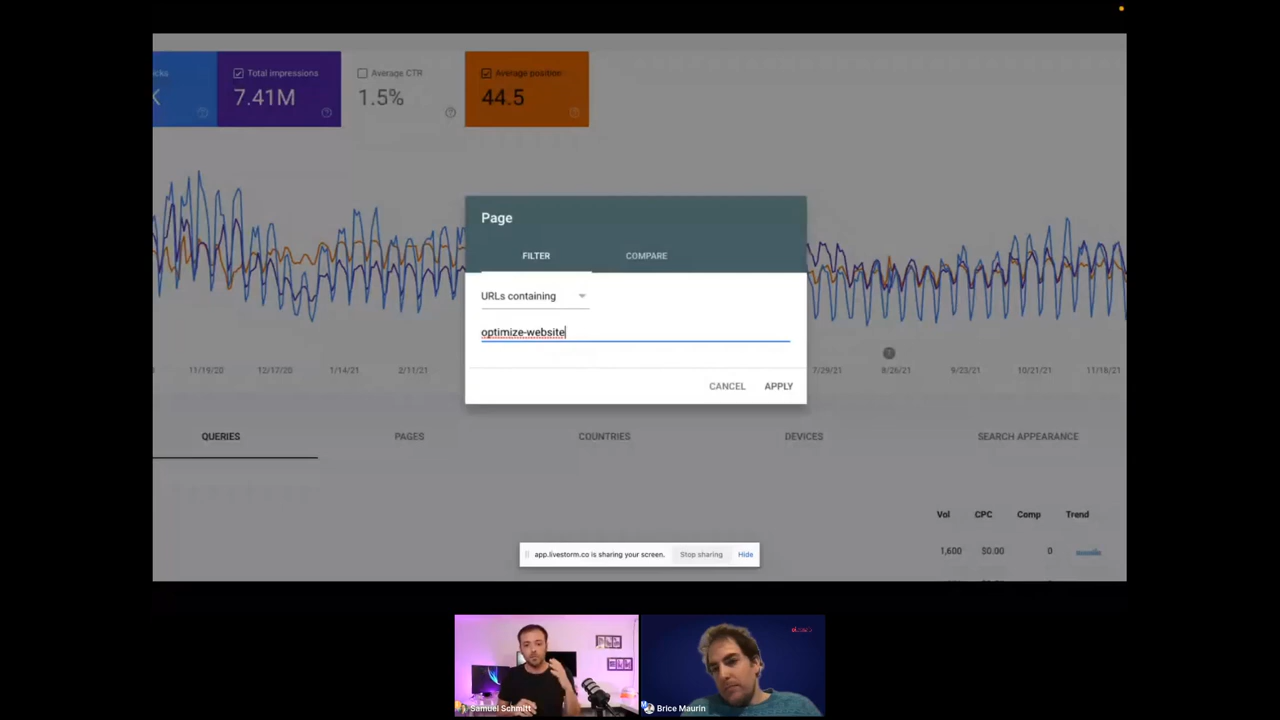 icks Total impressions Average CTR Average position
K 7.41M 1.5% 44.5
Page
FILTER COMPARE
URLs containing
optimize-website
11/19/20 12/17/20 1/14/21 2/11/21 7/29/21 8/26/21 9/23/21 10/21/21 11/18/21
CANCEL APPLY
QUERIES PAGES COUNTRIES DEVICES SEARCH APPEARANCE
Vol CPC Comp Trend
1,600 $0.00 0
app.livestorm.co is sharing your screen. Stop sharing Hide
Samuel Schmitt Brice Maurin